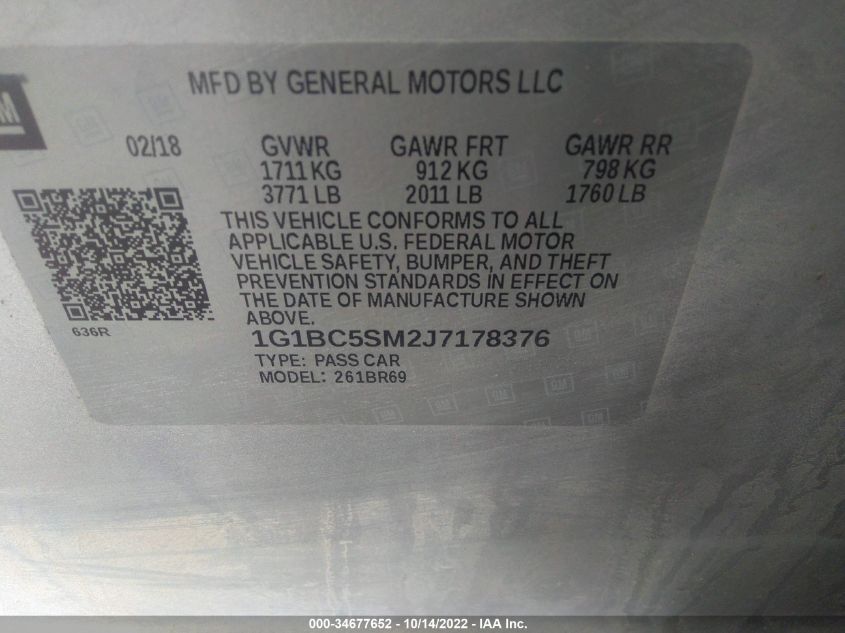 GM
MFD BY GENERAL MOTORS LLC
02/18 GVWR GAWR FRT GAWR RR
1711 KG 912 KG 798 KG
3771 LB 2011 LB 1760 LB
THIS VEHICLE CONFORMS TO ALL
APPLICABLE U.S. FEDERAL MOTOR
VEHICLE SAFETY, BUMPER, AND THEFT
PREVENTION STANDARDS IN EFFECT ON
THE DATE OF MANUFACTURE SHOWN
ABOVE.
636R
1G1BC5SM2J7178376
TYPE: PASS CAR
MODEL: 261BR69
000-34677652 - 10/14/2022 - IAA Inc.